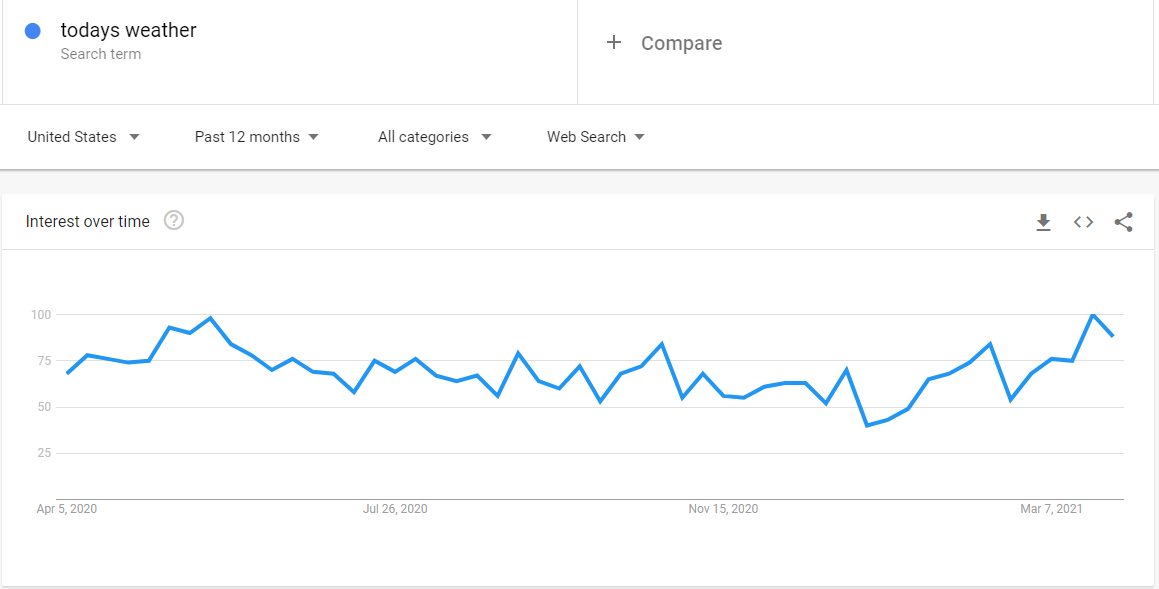 todays weather
Search term
+ Compare
United States
Past 12 months
All categories
Web Search
Interest over time ?
100
75
50
25
Apr 5, 2020
Jul 26, 2020
Nov 15, 2020
Mar 7, 2021